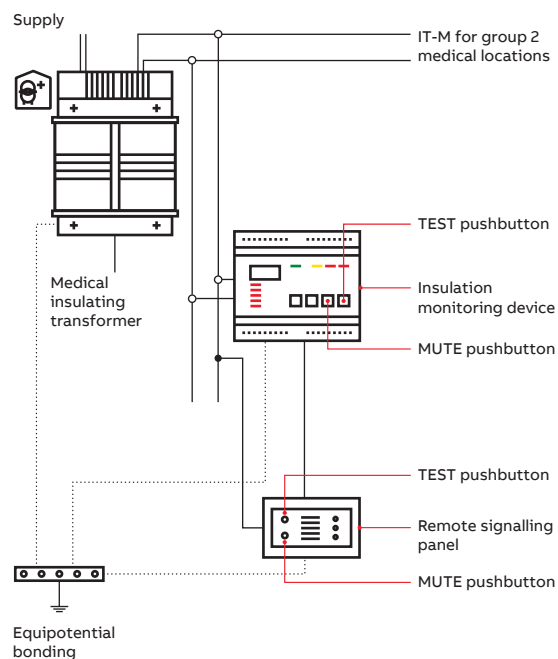 Supply
IT-M for group 2
medical locations
TEST pushbutton
Medical
insulating
transformer
Insulation
monitoring device
MUTE pushbutton
TEST pushbutton
Remote signalling
panel
MUTE pushbutton
Equipotential
bonding